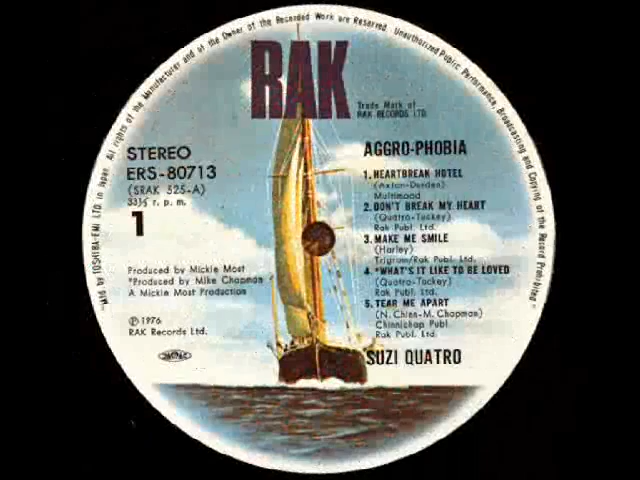 All rights of the Manufacturer and of the Owner of the Recorded Work are Reserved. Unauthorized Public Performance, Broadcasting and Copying of the Record Prohibited
Mfd by TOSHIBA-EMI LTD. in Japan.
RAK
Trade Mark of
RAK RECORDS LTD.
STEREO
ERS-80713
(SRAK 525-A)
33⅓ r. p. m.
1
AGGRO-PHOBIA
1. HEARTBREAK HOTEL
(Axton-Durden)
Multimood
2. DON'T BREAK MY HEART
(Quatro-Tuckey)
Rak Publ. Ltd.
3. MAKE ME SMILE
(Harley)
Trigram/Rak Publ. Ltd.
4. *WHAT'S IT LIKE TO BE LOVED
(Quatro-Tuckey)
Rak Publ. Ltd.
5. TEAR ME APART
(N. Chinn-M. Chapman)
Chinnichap Publ.
Rak Publ. Ltd.
Produced by Mickie Most
*Produced by Mike Chapman
A Mickie Most Production
℗ 1976
RAK Records Ltd.
SUZI QUATRO